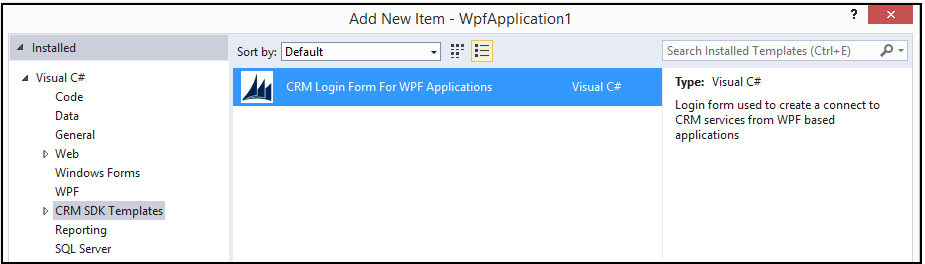 Add New Item - WpfApplication1
?
Installed
Sort by: Default
Search Installed Templates (Ctrl+E)
Visual C#
Code
Data
General
Web
Windows Forms
WPF
CRM SDK Templates
Reporting
SQL Server
CRM Login Form For WPF Applications Visual C#
Type: Visual C#
Login form used to create a connect to
CRM services from WPF based
applications